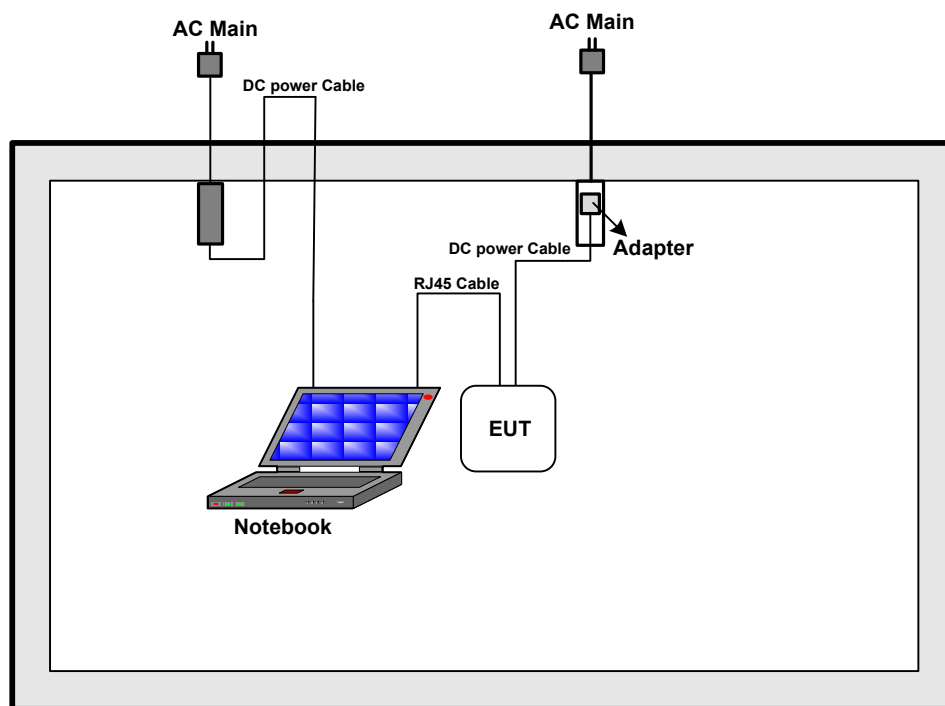 AC Main
AC Main
DC power Cable
DC power Cable
Adapter
RJ45 Cable
EUT
Notebook